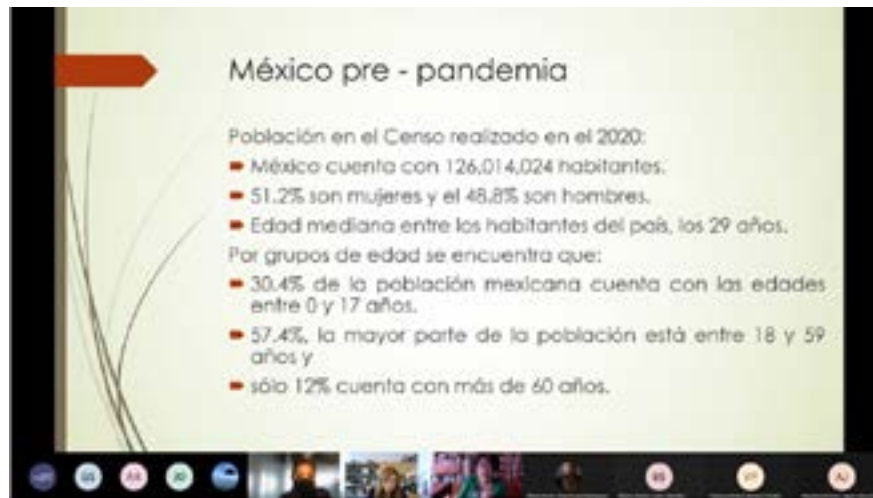 México pre - pandemia
Población en el Censo realizado en el 2020:
México cuenta con 126,014,024 habitantes.
51.2% son mujeres y el 48.8% son hombres.
Edad mediana entre los habitantes del país, los 29 años.
Por grupos de edad se encuentra que:
30.4% de la población mexicana cuenta con las edades
entre 0 y 17 años.
57.4%, la mayor parte de la población está entre 18 y 59
años y
sólo 12% cuenta con más de 60 años.